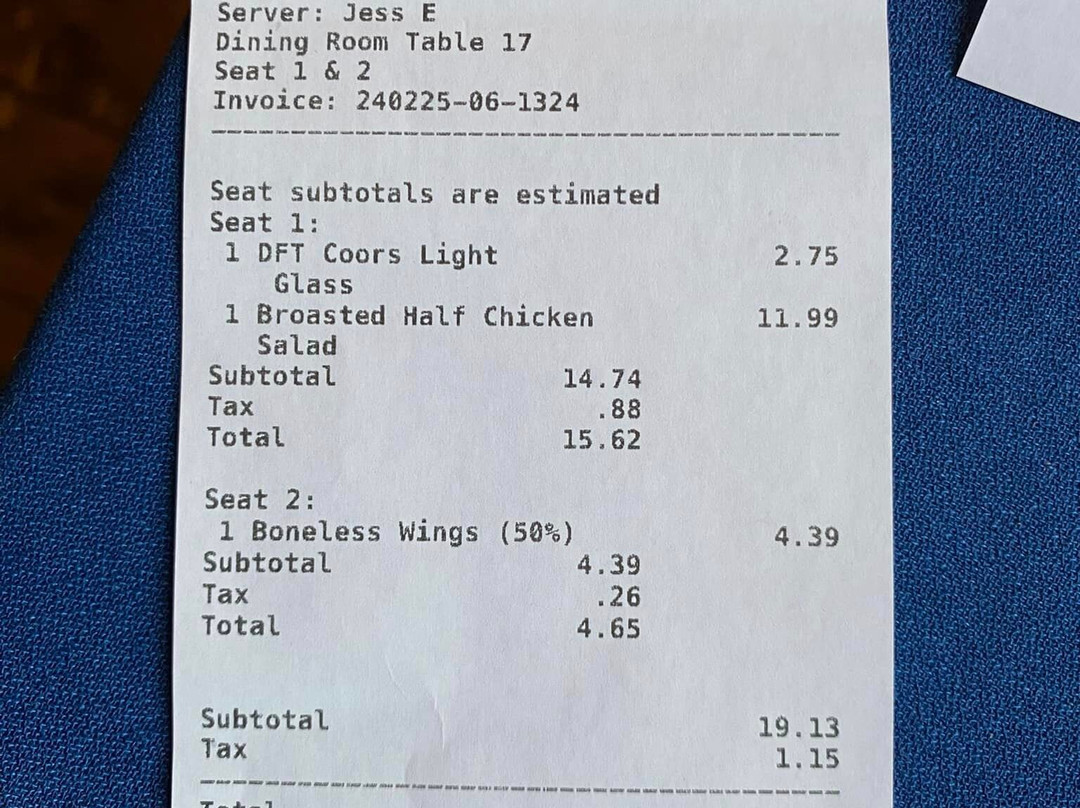 Server: Jess E
Dining Room Table 17
Seat 1 & 2
Invoice: 240225-06-1324
Seat subtotals are estimated
Seat 1:
1 DFT Coors Light 2.75
Glass
1 Broasted Half Chicken 11.99
Salad
Subtotal 14.74
Tax .88
Total 15.62
Seat 2:
1 Boneless Wings (50%) 4.39
Subtotal 4.39
Tax .26
Total 4.65
Subtotal 19.13
Tax 1.15
Total